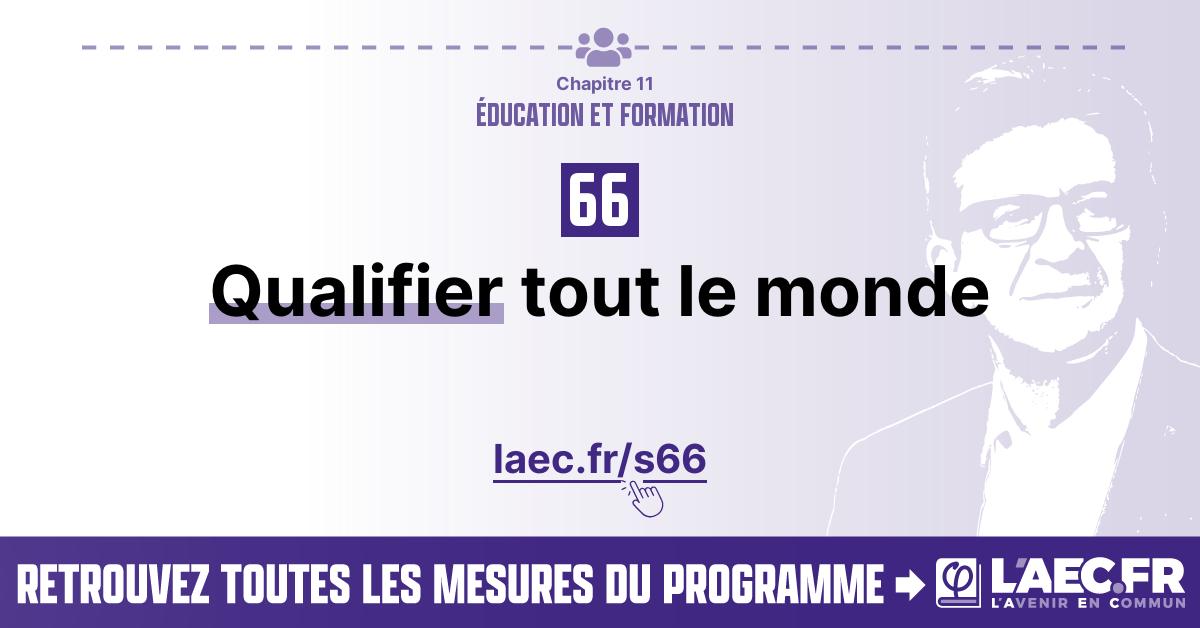 Chapitre 11
ÉDUCATION ET FORMATION
66
Qualifier tout le monde
laec.fr/s66
RETROUVEZ TOUTES LES MESURES DU PROGRAMME
φ L'AEC.FR
L'AVENIR EN COMMUN